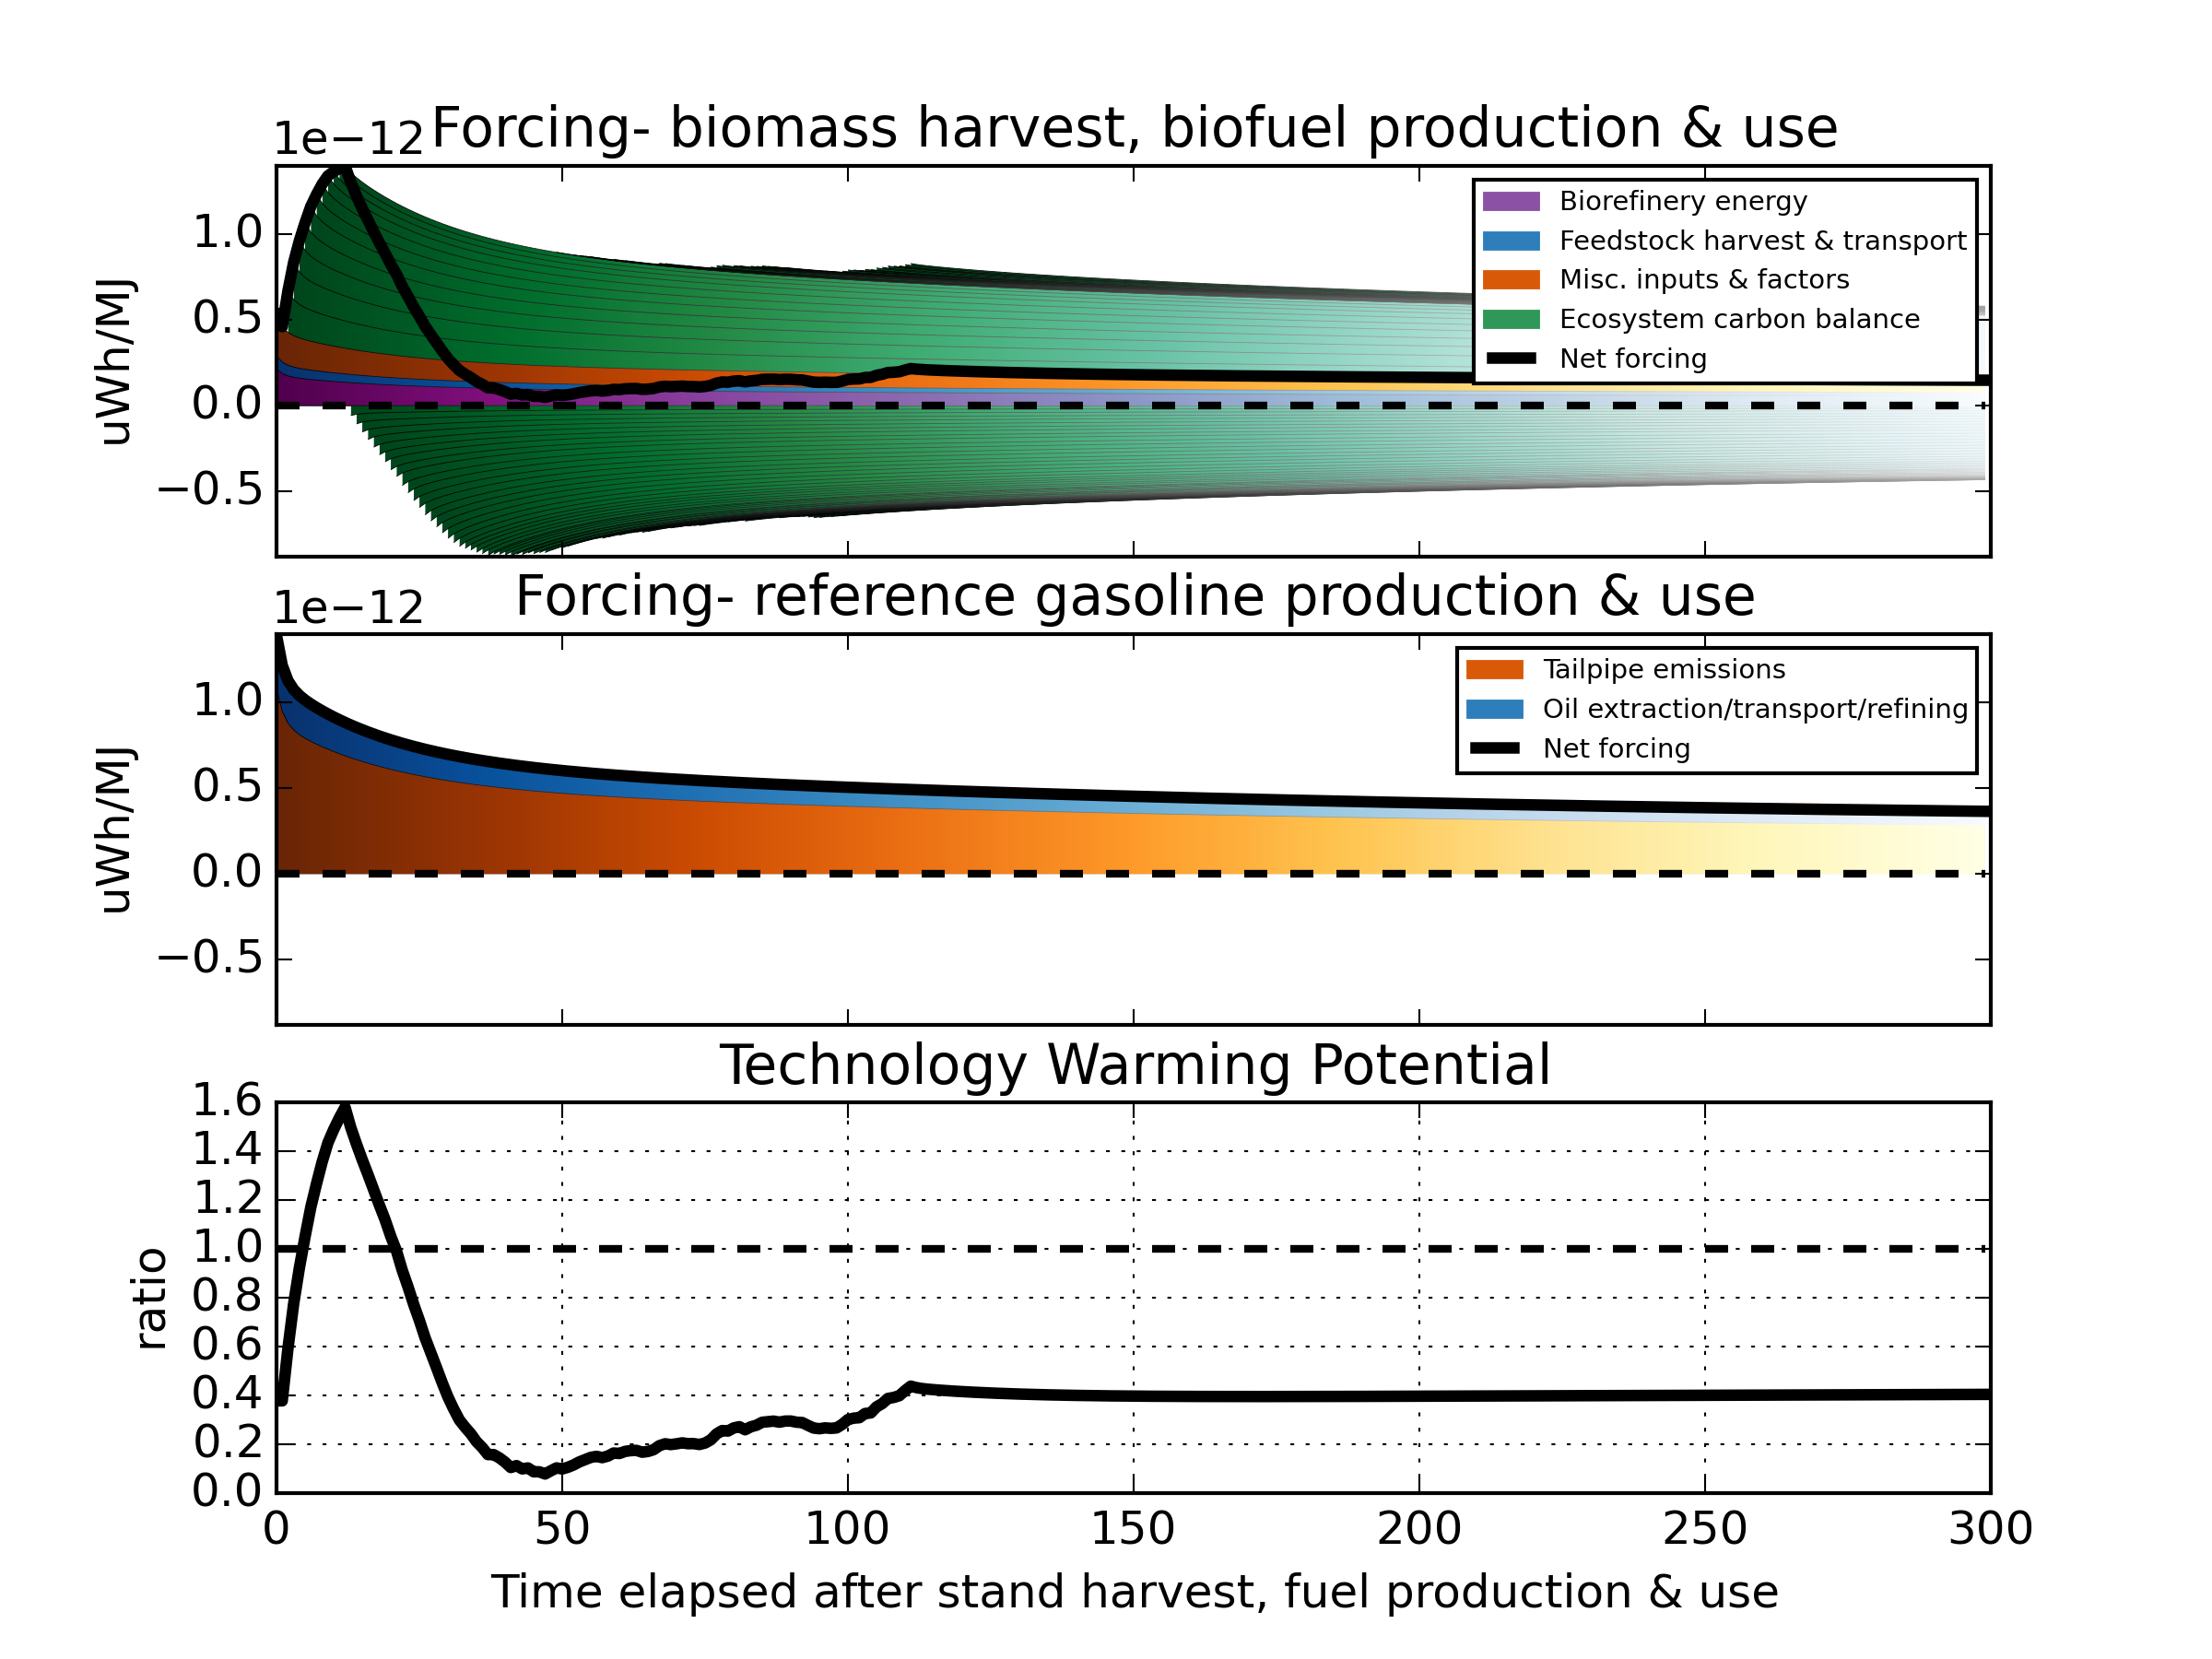 1e−12
Forcing- biomass harvest, biofuel production & use
1.0
0.5
0.0
−0.5
uWh/MJ
Biorefinery energy
Feedstock harvest & transport
Misc. inputs & factors
Ecosystem carbon balance
Net forcing
1e−12
Forcing- reference gasoline production & use
1.0
0.5
0.0
−0.5
uWh/MJ
Tailpipe emissions
Oil extraction/transport/refining
Net forcing
Technology Warming Potential
1.6
1.4
1.2
1.0
0.8
0.6
0.4
0.2
0.0
ratio
0 50 100 150 200 250 300
Time elapsed after stand harvest, fuel production & use